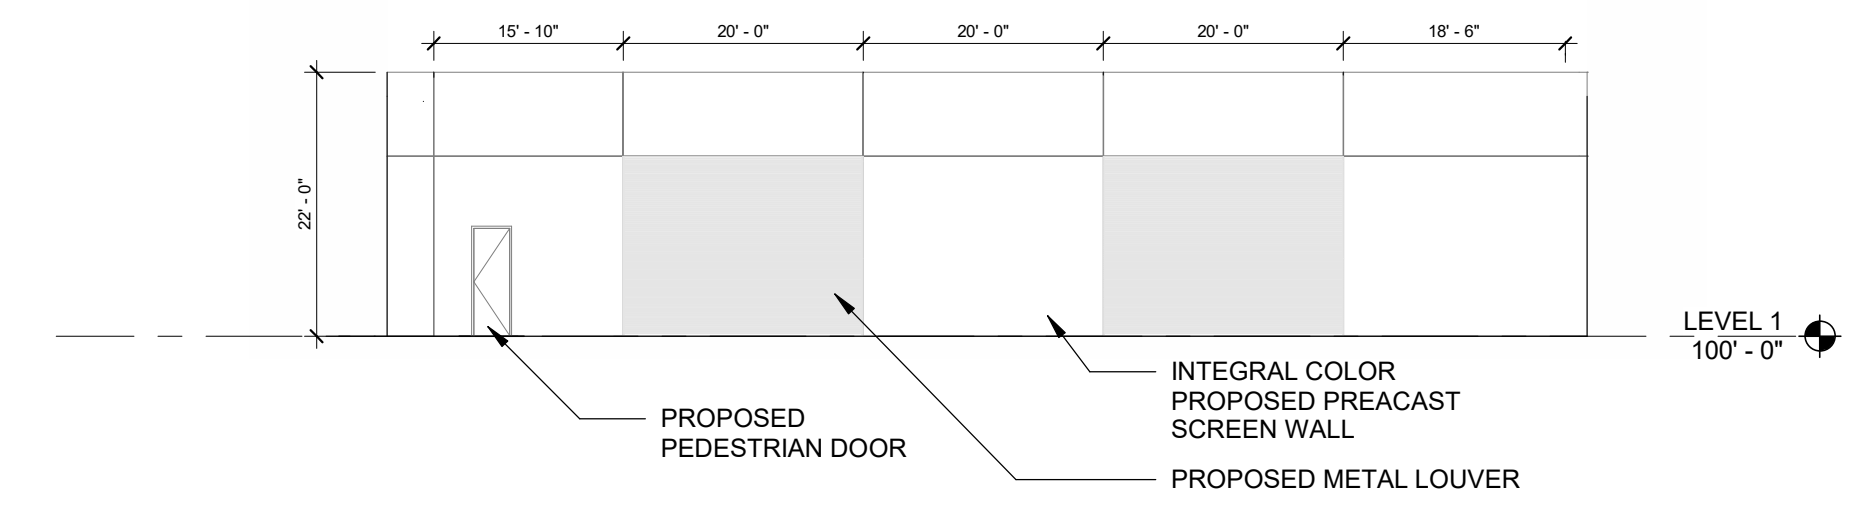 15' - 10"
20' - 0"
20' - 0"
20' - 0"
18' - 6"
22' - 0"
LEVEL 1
100' - 0"
INTEGRAL COLOR
PROPOSED PREACAST
SCREEN WALL
PROPOSED
PEDESTRIAN DOOR
PROPOSED METAL LOUVER